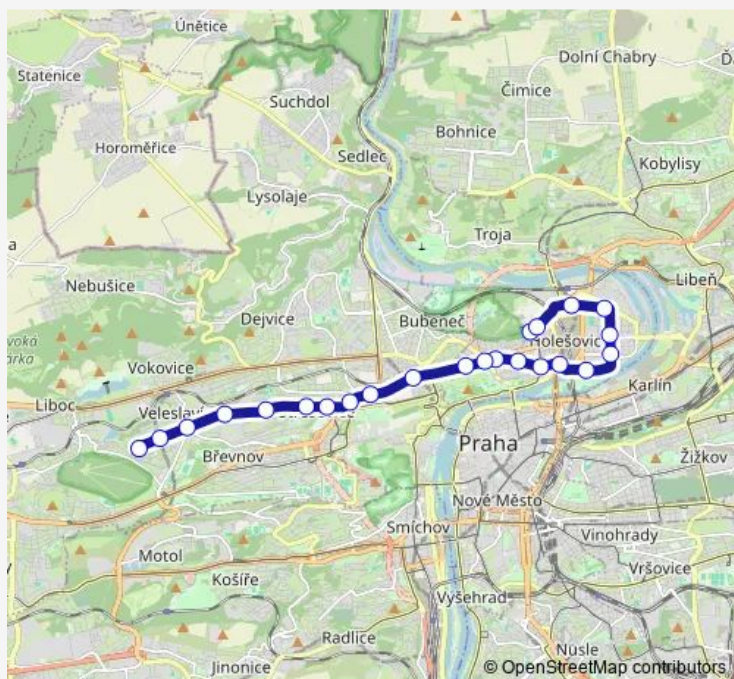 Únětice
Statenice
Dolní Chabry
Suchdol
Čimice
Bohnice
Horoměřice
Sedlec
Kobylisy
Lysolaje
Troja
Nebušice
Libeň
Dejvice
Bubeneč
Holešovic
Vokovice
Karlín
Liboc
Veleslaví
Břevnov
Praha
Žižkov
Nové Město
Smíchov
Vinohrady
Motol
Košíře
Vršovice
Vyšehrad
Radlice
Nusle
Jinonice
© OpenStreetMap contributors